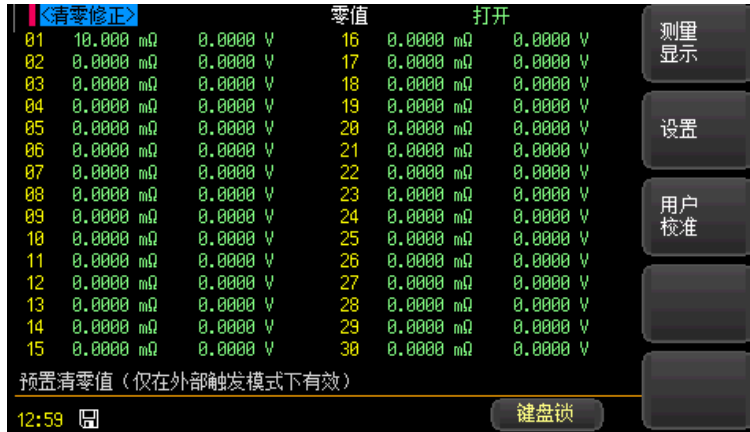 <清零修正> 零值 打开
01 10.000 mΩ 0.0000 V 16 0.0000 mΩ 0.0000 V
02 0.0000 mΩ 0.0000 V 17 0.0000 mΩ 0.0000 V
03 0.0000 mΩ 0.0000 V 18 0.0000 mΩ 0.0000 V
04 0.0000 mΩ 0.0000 V 19 0.0000 mΩ 0.0000 V
05 0.0000 mΩ 0.0000 V 20 0.0000 mΩ 0.0000 V
06 0.0000 mΩ 0.0000 V 21 0.0000 mΩ 0.0000 V
07 0.0000 mΩ 0.0000 V 22 0.0000 mΩ 0.0000 V
08 0.0000 mΩ 0.0000 V 23 0.0000 mΩ 0.0000 V
09 0.0000 mΩ 0.0000 V 24 0.0000 mΩ 0.0000 V
10 0.0000 mΩ 0.0000 V 25 0.0000 mΩ 0.0000 V
11 0.0000 mΩ 0.0000 V 26 0.0000 mΩ 0.0000 V
12 0.0000 mΩ 0.0000 V 27 0.0000 mΩ 0.0000 V
13 0.0000 mΩ 0.0000 V 28 0.0000 mΩ 0.0000 V
14 0.0000 mΩ 0.0000 V 29 0.0000 mΩ 0.0000 V
15 0.0000 mΩ 0.0000 V 30 0.0000 mΩ 0.0000 V
预置清零值（仅在外部触发模式下有效）
12:59
键盘锁
测量
显示
设置
用户
校准